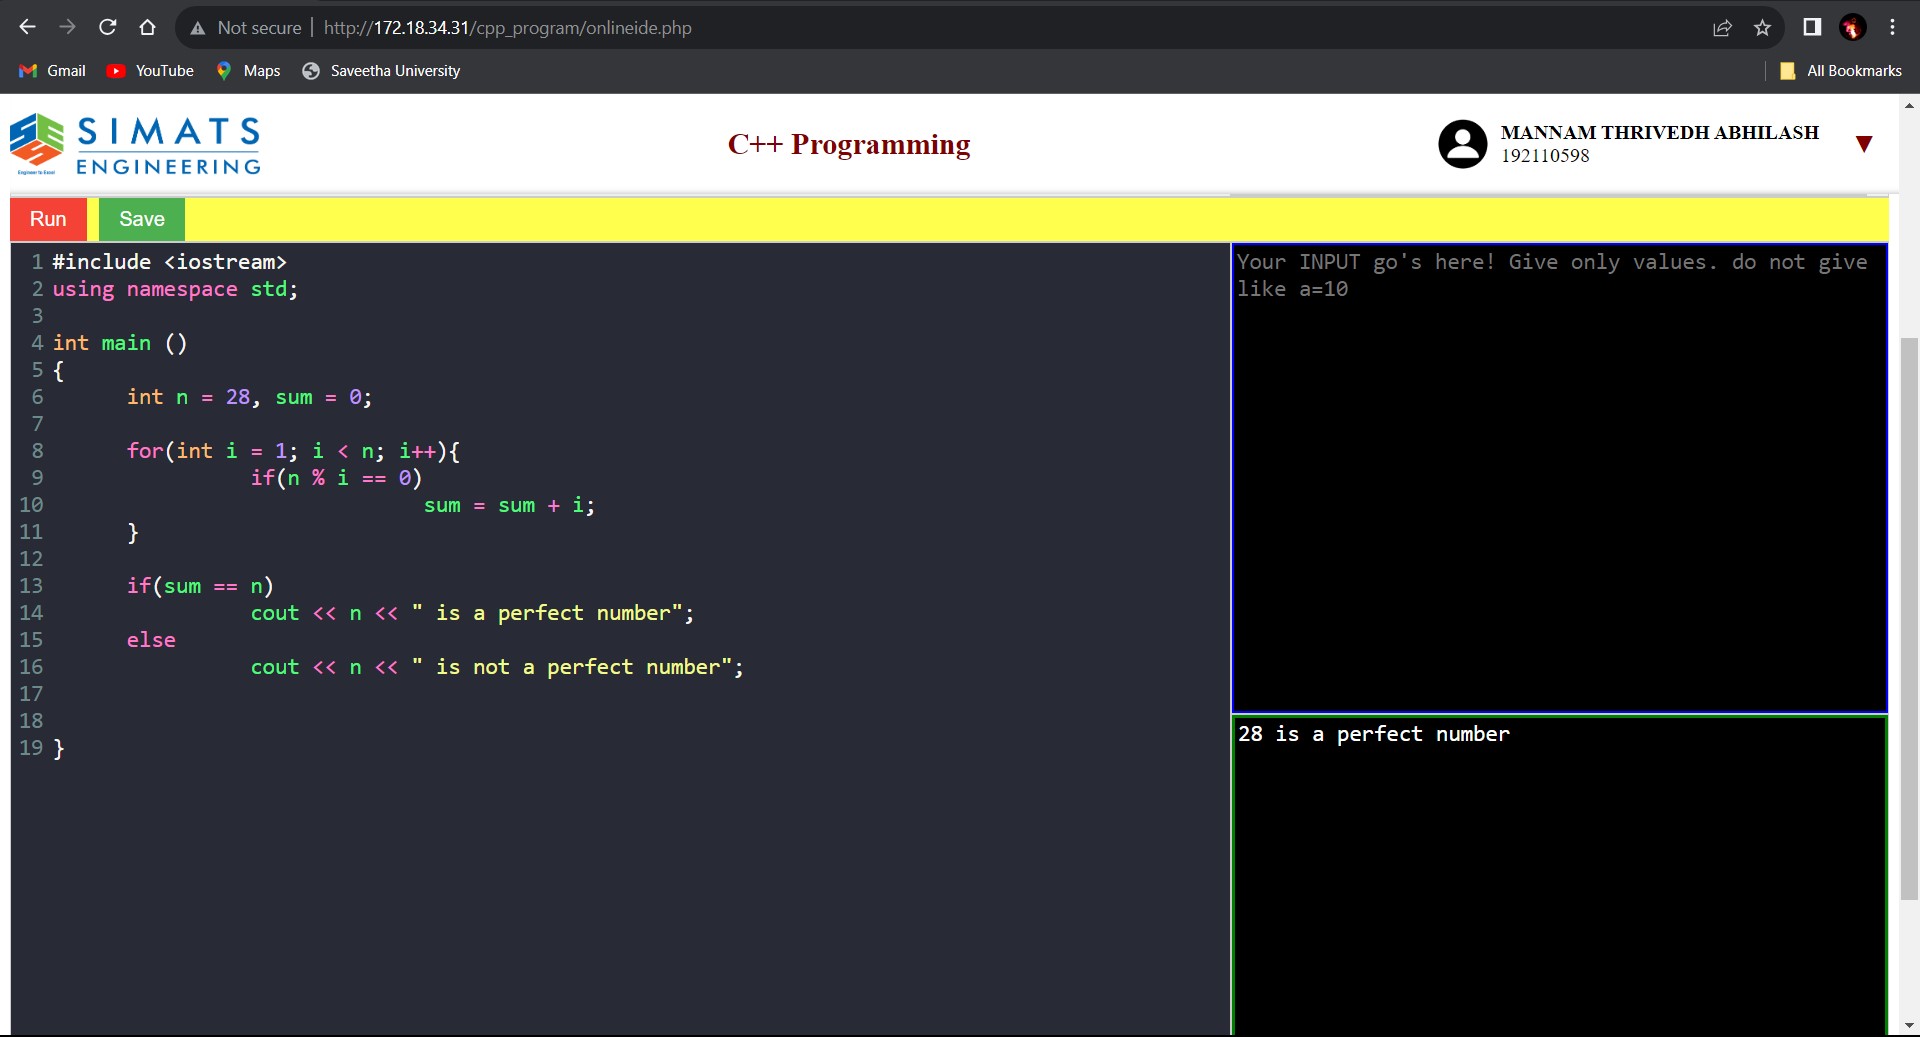 Not secure | http://172.18.34.31/cpp_program/onlineide.php
Gmail YouTube Maps Saveetha University All Bookmarks
SIMATS
ENGINEERING
Engineer to Excel
C++ Programming
MANNAM THRIVEDH ABHILASH
192110598
Run Save
1 #include <iostream>
2 using namespace std;
3
4 int main ()
5 {
6 int n = 28, sum = 0;
7
8 for(int i = 1; i < n; i++){
9 if(n % i == 0)
10 sum = sum + i;
11 }
12
13 if(sum == n)
14 cout << n << " is a perfect number";
15 else
16 cout << n << " is not a perfect number";
17
18
19 }
Your INPUT go's here! Give only values. do not give
like a=10
28 is a perfect number